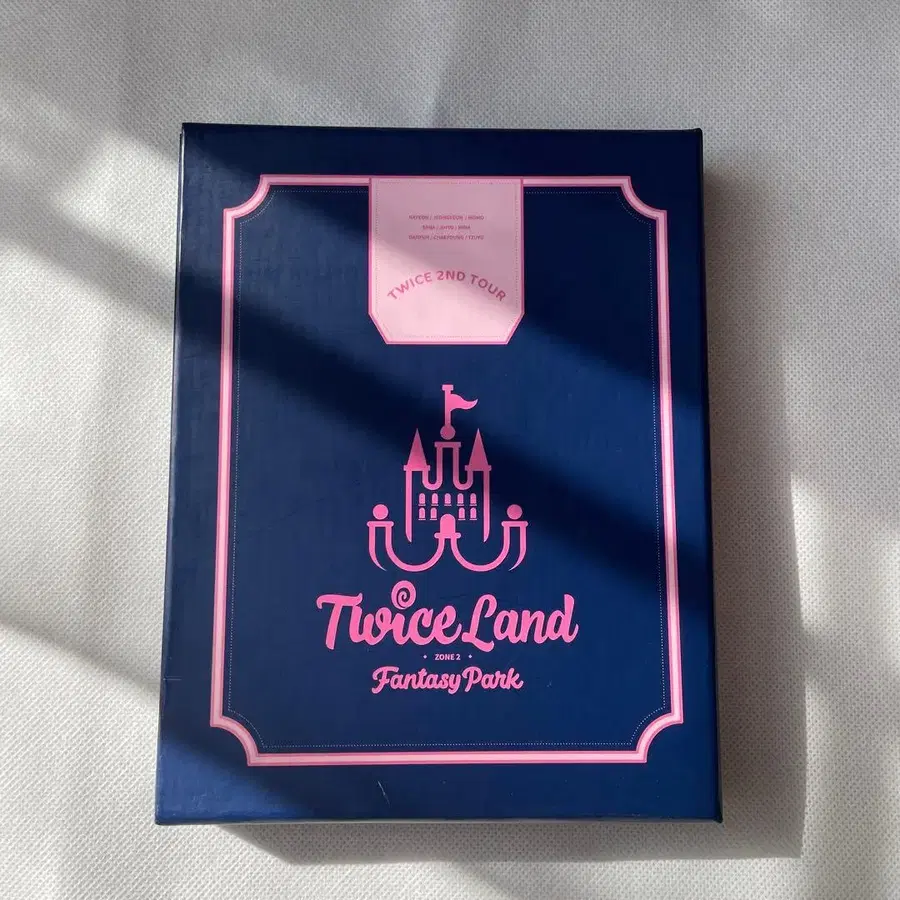 NAYEON / JEONGYEON / MOMO
SANA / JIHYO / MINA
DAHYUN / CHAEYOUNG / TZUYU
TWICE 2ND TOUR
TwiceLand
ZONE 2
Fantasy Park